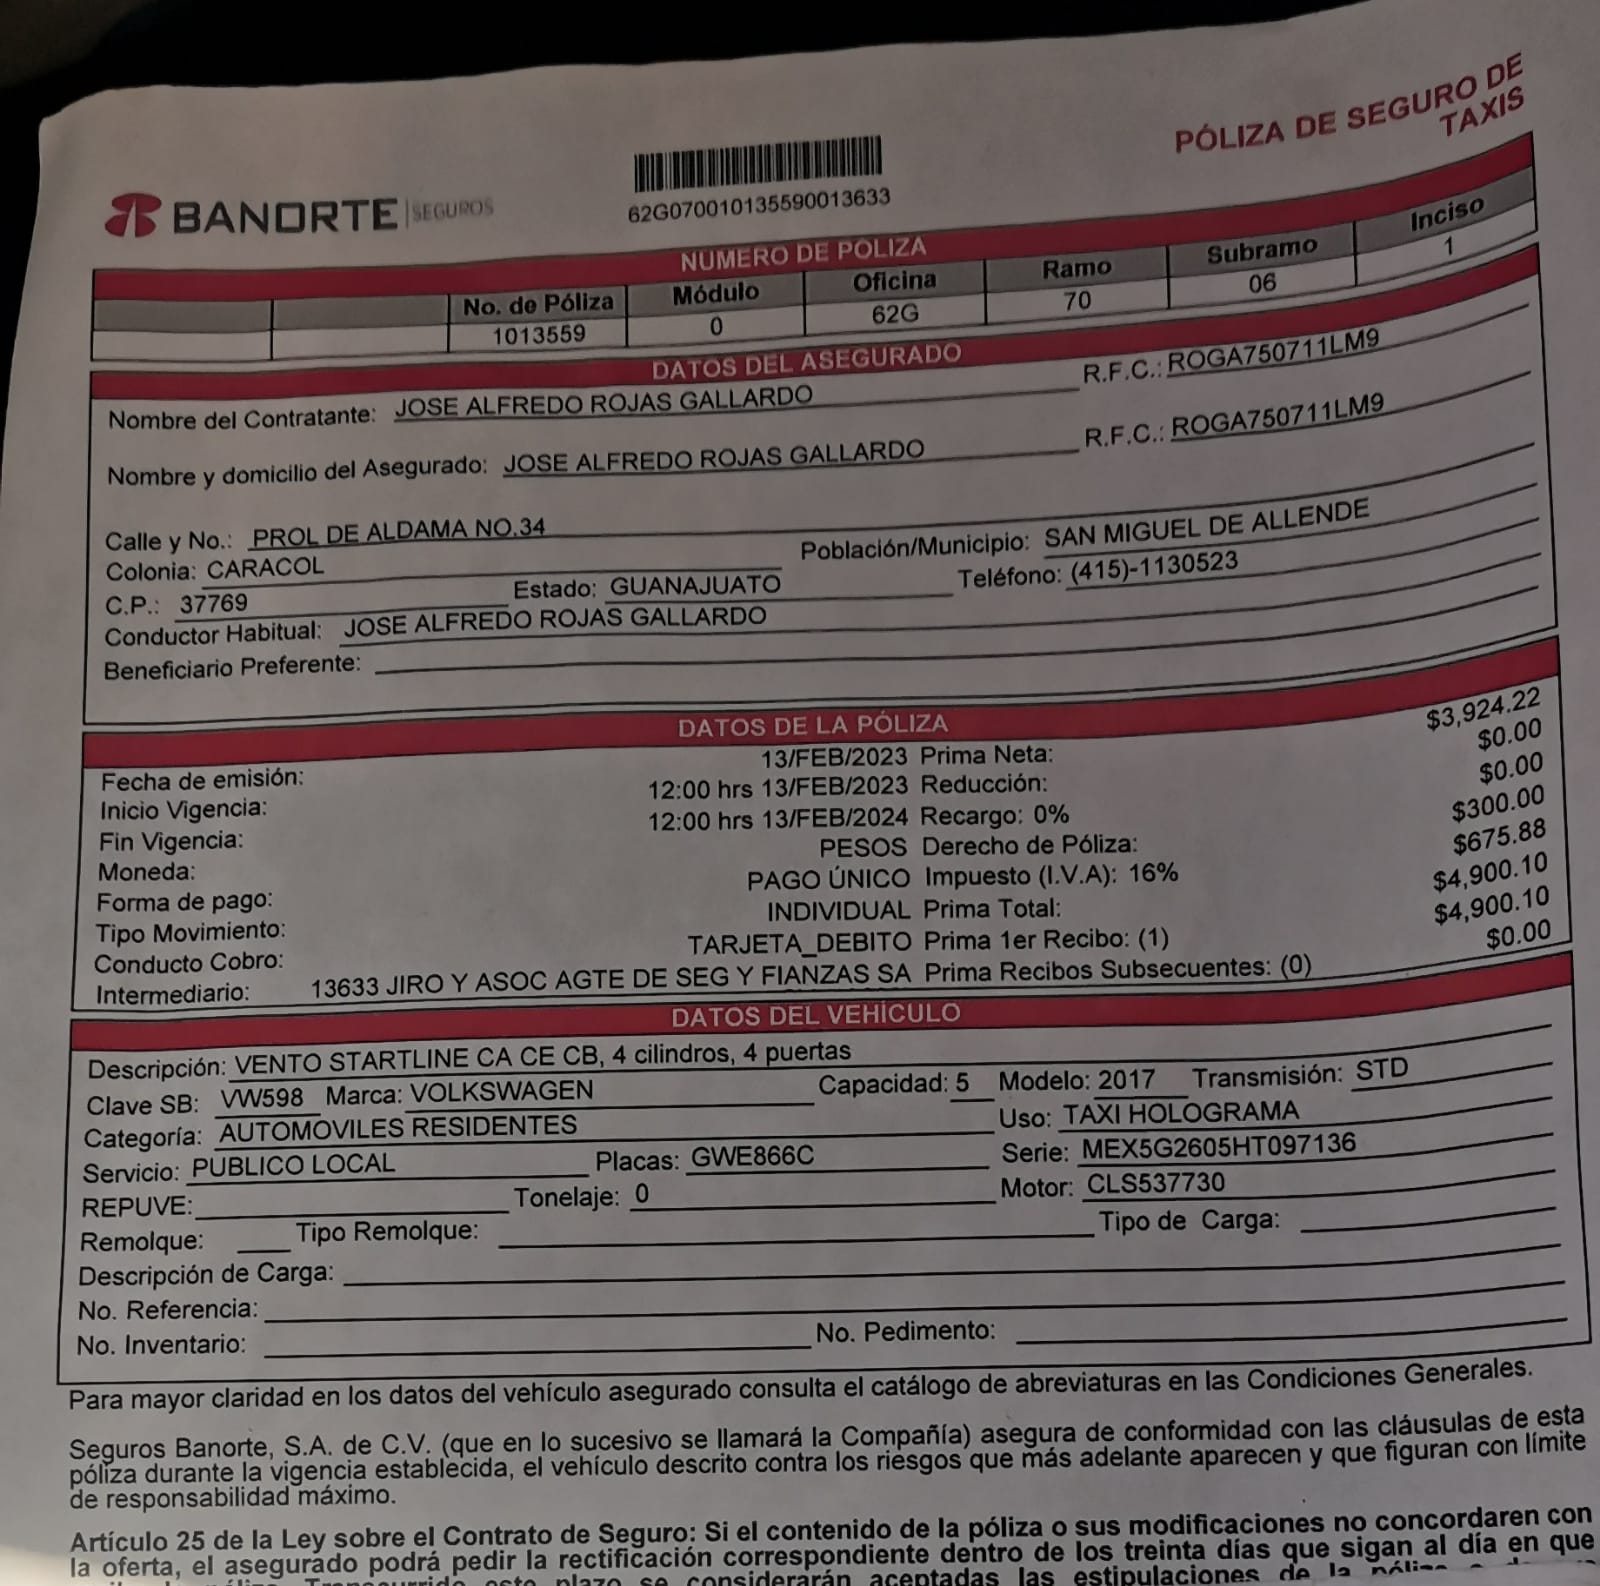 PÓLIZA DE SEGURO DE
TAXIS
BANORTE SEGUROS
62G070010135590013633
NUMERO DE POLIZA
No. de Póliza Módulo Oficina Ramo Subramo Inciso
1013559 0 62G 70 06 1
DATOS DEL ASEGURADO
Nombre del Contratante: JOSE ALFREDO ROJAS GALLARDO R.F.C.: ROGA750711LM9
Nombre y domicilio del Asegurado: JOSE ALFREDO ROJAS GALLARDO R.F.C.: ROGA750711LM9
Calle y No.: PROL DE ALDAMA NO.34
Colonia: CARACOL Población/Municipio: SAN MIGUEL DE ALLENDE
C.P.: 37769 Estado: GUANAJUATO Teléfono: (415)-1130523
Conductor Habitual: JOSE ALFREDO ROJAS GALLARDO
Beneficiario Preferente:
DATOS DE LA PÓLIZA
Fecha de emisión: 13/FEB/2023 Prima Neta: $3,924.22
Inicio Vigencia: 12:00 hrs 13/FEB/2023 Reducción: $0.00
Fin Vigencia: 12:00 hrs 13/FEB/2024 Recargo: 0% $0.00
Moneda: PESOS Derecho de Póliza: $300.00
Forma de pago: PAGO ÚNICO Impuesto (I.V.A): 16% $675.88
Tipo Movimiento: INDIVIDUAL Prima Total: $4,900.10
Conducto Cobro: TARJETA_DEBITO Prima 1er Recibo: (1) $4,900.10
Intermediario: 13633 JIRO Y ASOC AGTE DE SEG Y FIANZAS SA Prima Recibos Subsecuentes: (0) $0.00
DATOS DEL VEHÍCULO
Descripción: VENTO STARTLINE CA CE CB, 4 cilindros, 4 puertas
Clave SB: VW598 Marca: VOLKSWAGEN Capacidad: 5 Modelo: 2017 Transmisión: STD
Categoría: AUTOMOVILES RESIDENTES Uso: TAXI HOLOGRAMA
Servicio: PUBLICO LOCAL Placas: GWE866C Serie: MEX5G2605HT097136
REPUVE: Tonelaje: 0 Motor: CLS537730
Remolque: Tipo Remolque: Tipo de Carga:
Descripción de Carga:
No. Referencia:
No. Inventario: No. Pedimento:
Para mayor claridad en los datos del vehículo asegurado consulta el catálogo de abreviaturas en las Condiciones Generales.
Seguros Banorte, S.A. de C.V. (que en lo sucesivo se llamará la Compañía) asegura de conformidad con las cláusulas de esta
póliza durante la vigencia establecida, el vehículo descrito contra los riesgos que más adelante aparecen y que figuran con límite
de responsabilidad máximo.
Artículo 25 de la Ley sobre el Contrato de Seguro: Si el contenido de la póliza o sus modificaciones no concordaren con
la oferta, el asegurado podrá pedir la rectificación correspondiente dentro de los treinta días que sigan al día en que
este plazo se considerarán aceptadas las estipulaciones de la